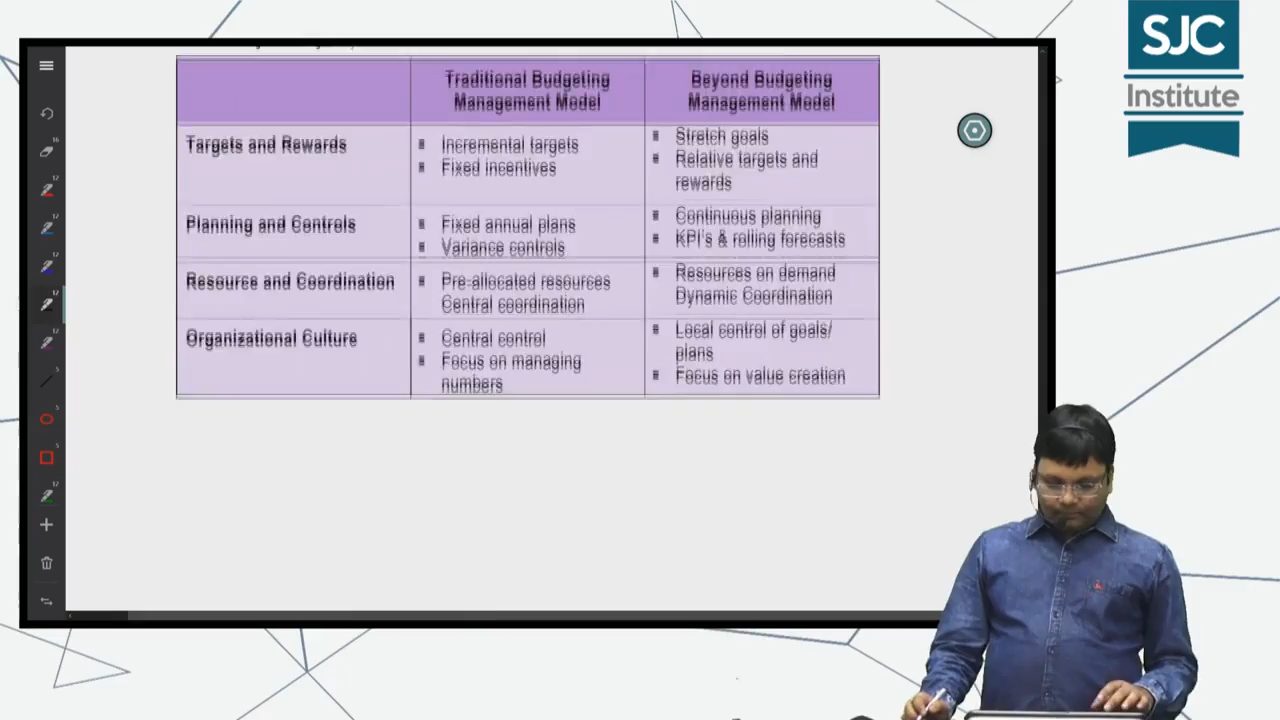 SJC
Institute
Traditional Budgeting
Management Model
Beyond Budgeting
Management Model
Targets and Rewards
Incremental targets
Fixed incentives
Stretch goals
Relative targets and
rewards
Planning and Controls
Fixed annual plans
Variance controls
Continuous planning
KPI's & rolling forecasts
Resource and Coordination
Pre-allocated resources
Central coordination
Resources on demand
Dynamic Coordination
Organizational Culture
Central control
Focus on managing
numbers
Local control of goals/
plans
Focus on value creation